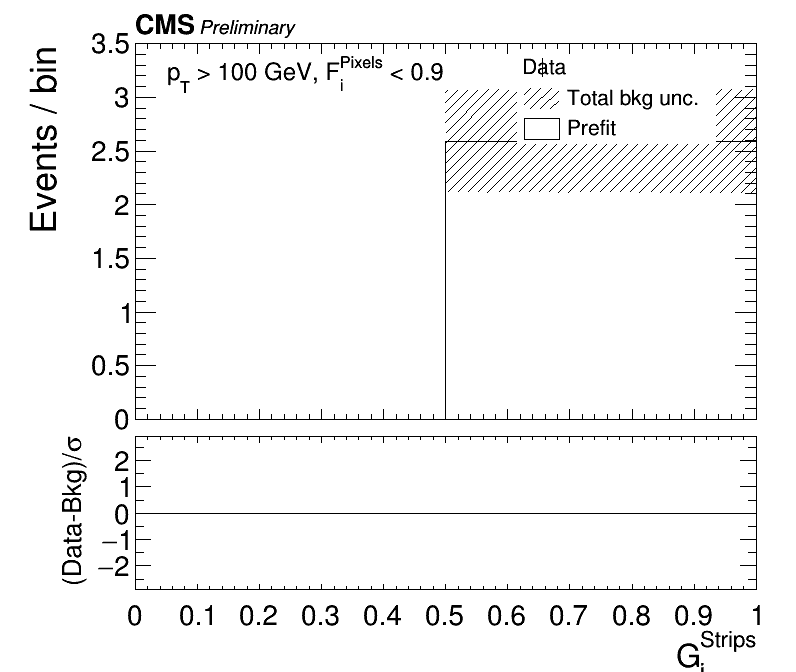 CMS Preliminary
3.5
3
2.5
2
1.5
1
0.5
0
Events / bin
p_T > 100 GeV, F_i^Pixels < 0.9
Data
Total bkg unc.
Prefit
(Data-Bkg)/σ
2
1
0
−1
−2
0 0.1 0.2 0.3 0.4 0.5 0.6 0.7 0.8 0.9 1
G_i^Strips